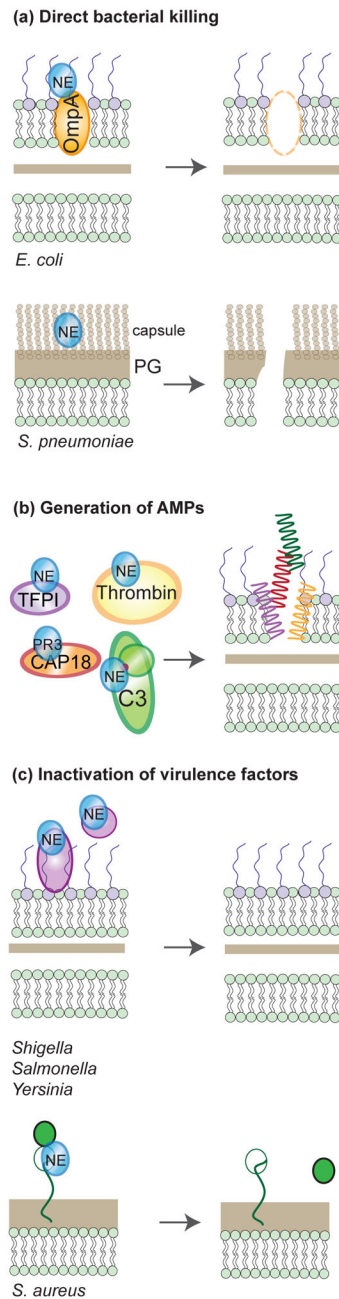 (a) Direct bacterial killing
NE
OmpA
E. coli
NE
capsule
PG
S. pneumoniae
(b) Generation of AMPs
NE
TFPI
NE
Thrombin
PR3
CAP18
NE
C3
(c) Inactivation of virulence factors
NE
NE
Shigella
Salmonella
Yersinia
NE
S. aureus